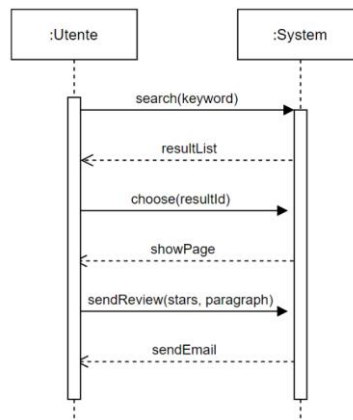 :Utente
:System
search(keyword)
resultList
choose(resultId)
showPage
sendReview(stars, paragraph)
sendEmail